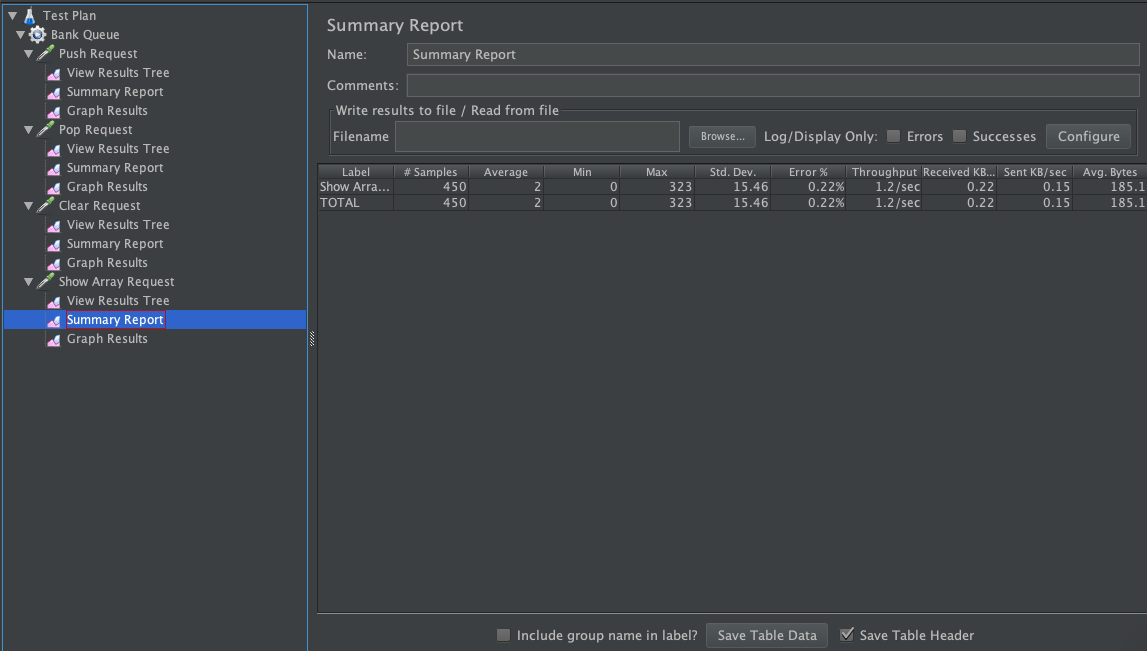 Test Plan
Bank Queue
Push Request
View Results Tree
Summary Report
Graph Results
Pop Request
View Results Tree
Summary Report
Graph Results
Clear Request
View Results Tree
Summary Report
Graph Results
Show Array Request
View Results Tree
Summary Report
Graph Results
Summary Report
Name: Summary Report
Comments:
Write results to file / Read from file
Filename Browse... Log/Display Only: Errors Successes Configure
Label # Samples Average Min Max Std. Dev. Error % Throughput Received KB... Sent KB/sec Avg. Bytes
Show Arra... 450 2 0 323 15.46 0.22% 1.2/sec 0.22 0.15 185.1
TOTAL 450 2 0 323 15.46 0.22% 1.2/sec 0.22 0.15 185.1
Include group name in label? Save Table Data Save Table Header